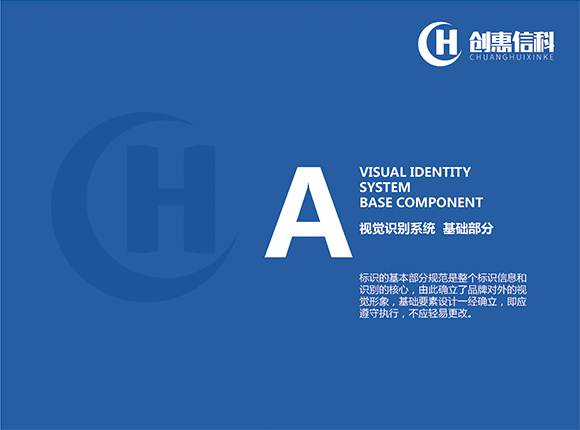 CH
创惠信科
CHUANGHUIXINKE
H
A
VISUAL IDENTITY
SYSTEM
BASE COMPONENT
视觉识别系统 基础部分
标识的基本部分规范是整个标识信息和
识别的核心，由此确立了品牌对外的视
觉形象，基础要素设计一经确立，即应
遵守执行，不应轻易更改。